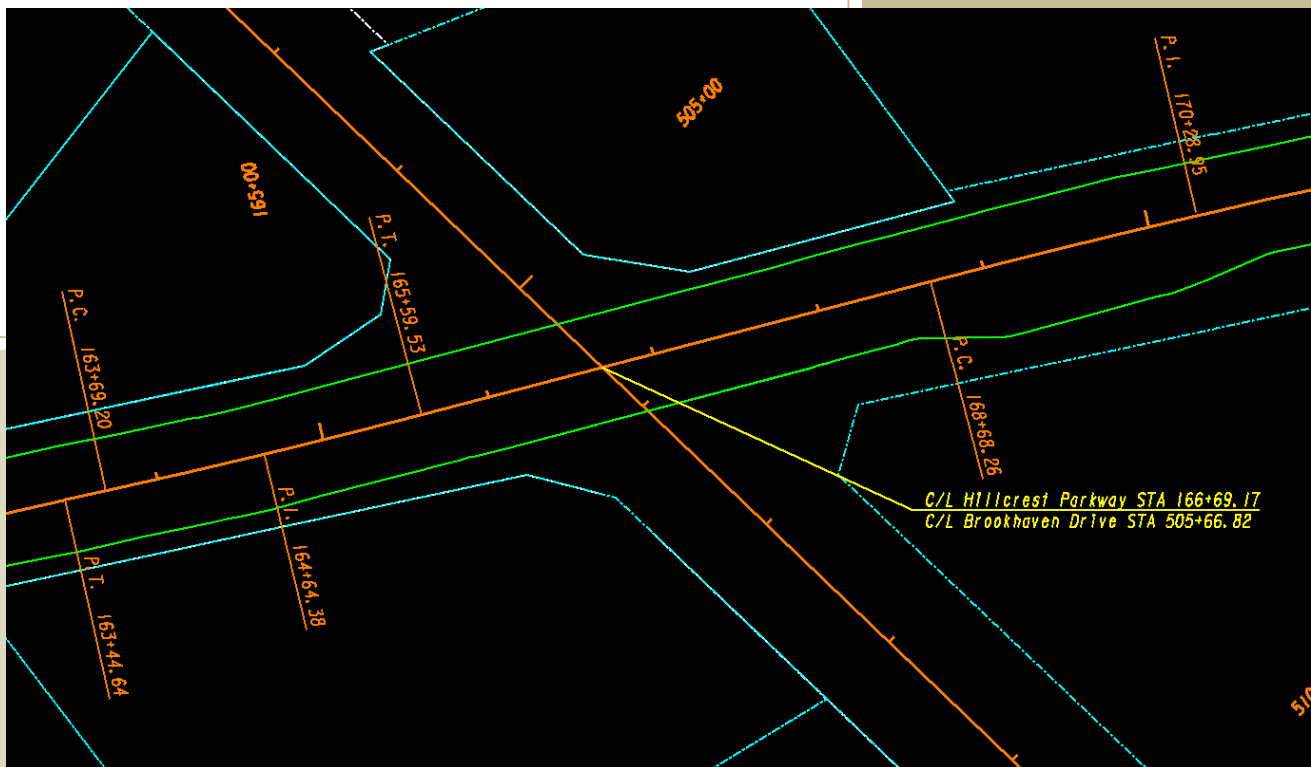 505+00
P.I. 170+28.95
165+00
P.T. 165+59.53
P.C. 163+69.20
P.C. 168+68.26
C/L Hillcrest Parkway STA 166+69.17
C/L Brookhaven Drive STA 505+66.82
P.I. 164+64.38
P.T. 163+44.64
510